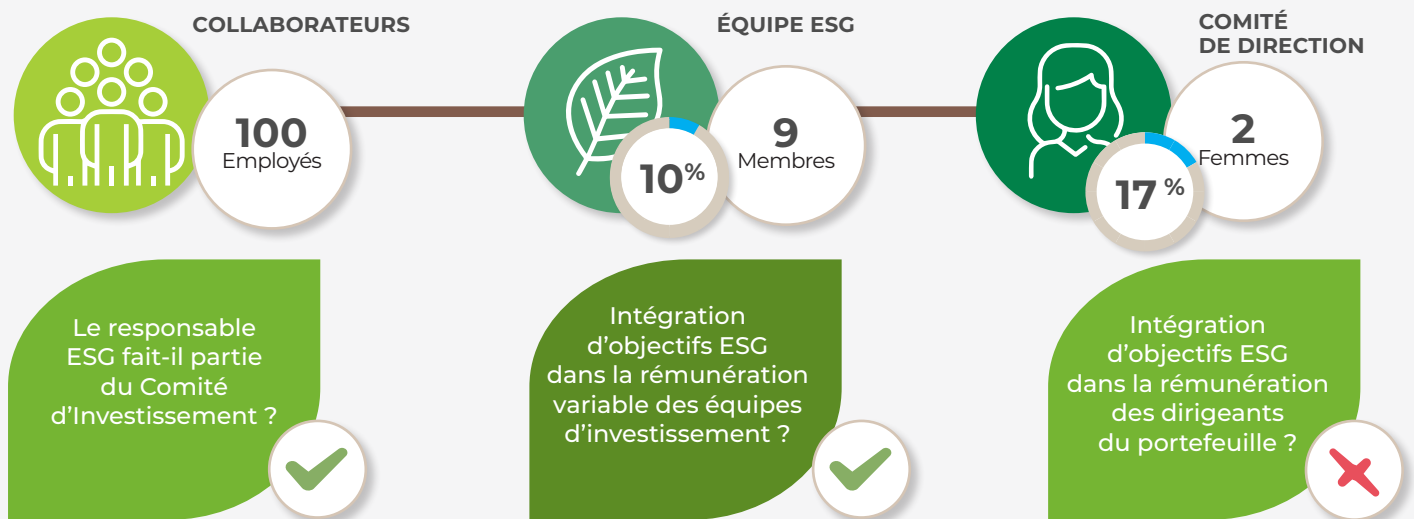 COLLABORATEURS
100
Employés
ÉQUIPE ESG
10%
9
Membres
COMITÉ
DE DIRECTION
17 %
2
Femmes
Le responsable
ESG fait-il partie
du Comité
d’Investissement ?
Intégration
d’objectifs ESG
dans la rémunération
variable des équipes
d’investissement ?
Intégration
d’objectifs ESG
dans la rémunération
des dirigeants
du portefeuille ?